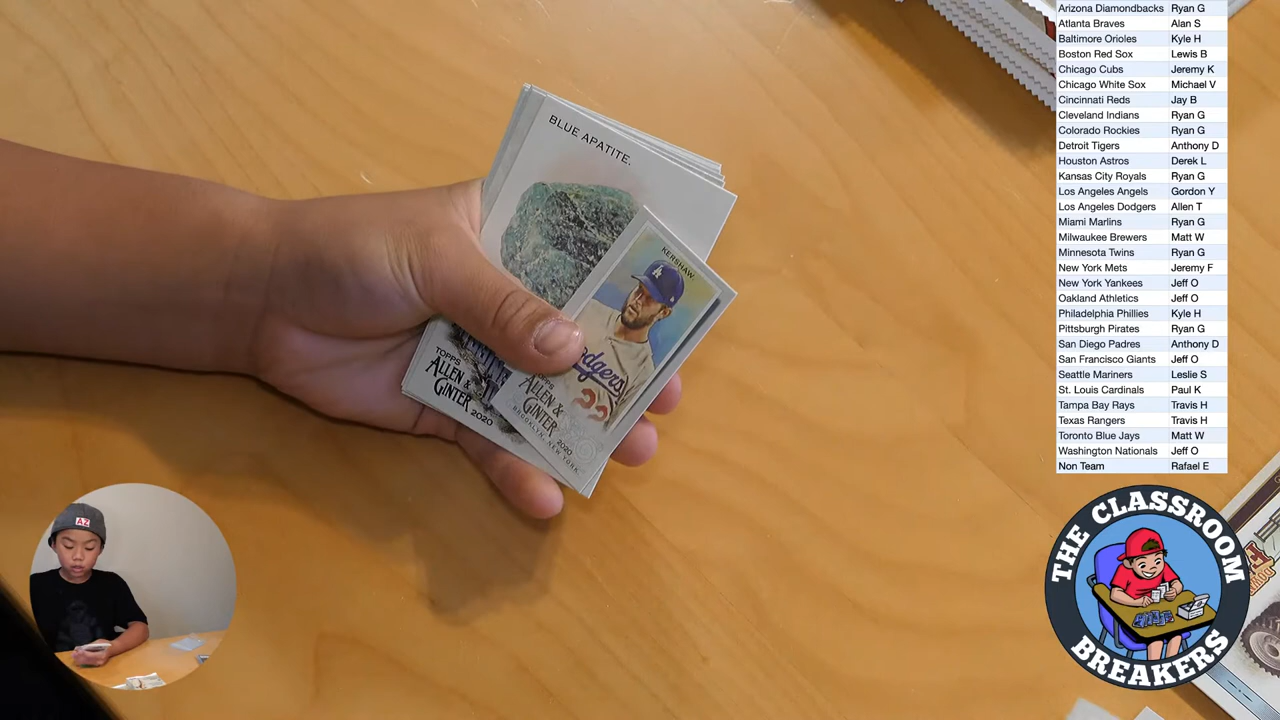 BLUE APATITE.
KERSHAW.
Dodgers
22
TOPPS
ALLEN &
GINTER
2020
TOPPS
ALLEN &
GINTER
2020
BROOKLYN, NEW YORK
AZ
Arizona Diamondbacks Ryan G
Atlanta Braves Alan S
Baltimore Orioles Kyle H
Boston Red Sox Lewis B
Chicago Cubs Jeremy K
Chicago White Sox Michael V
Cincinnati Reds Jay B
Cleveland Indians Ryan G
Colorado Rockies Ryan G
Detroit Tigers Anthony D
Houston Astros Derek L
Kansas City Royals Ryan G
Los Angeles Angels Gordon Y
Los Angeles Dodgers Allen T
Miami Marlins Ryan G
Milwaukee Brewers Matt W
Minnesota Twins Ryan G
New York Mets Jeremy F
New York Yankees Jeff O
Oakland Athletics Jeff O
Philadelphia Phillies Kyle H
Pittsburgh Pirates Ryan G
San Diego Padres Anthony D
San Francisco Giants Jeff O
Seattle Mariners Leslie S
St. Louis Cardinals Paul K
Tampa Bay Rays Travis H
Texas Rangers Travis H
Toronto Blue Jays Matt W
Washington Nationals Jeff O
Non Team Rafael E
THE CLASSROOM
BREAKERS